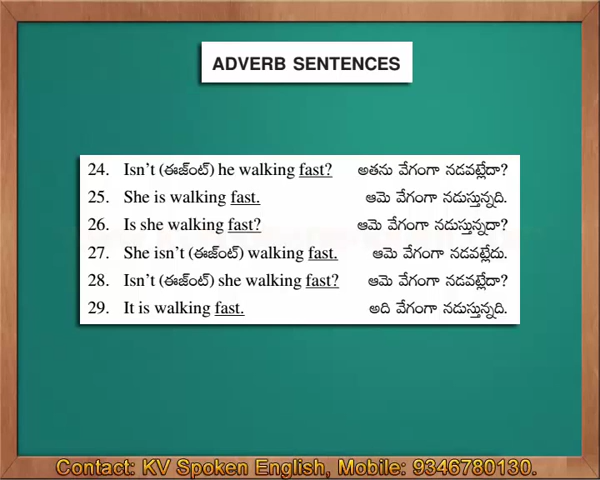 ADVERB SENTENCES
24. Isn't (ఈజ్ంట్) he walking fast? అతను వేగంగా నడవట్లేదా?
25. She is walking fast. ఆమె వేగంగా నడుస్తున్నది.
26. Is she walking fast? ఆమె వేగంగా నడుస్తున్నదా?
27. She isn't (ఈజ్ంట్) walking fast. ఆమె వేగంగా నడవట్లేదు.
28. Isn't (ఈజ్ంట్) she walking fast? ఆమె వేగంగా నడవట్లేదా?
29. It is walking fast. అది వేగంగా నడుస్తున్నది.
Contact: KV Spoken English, Mobile: 9346780130.